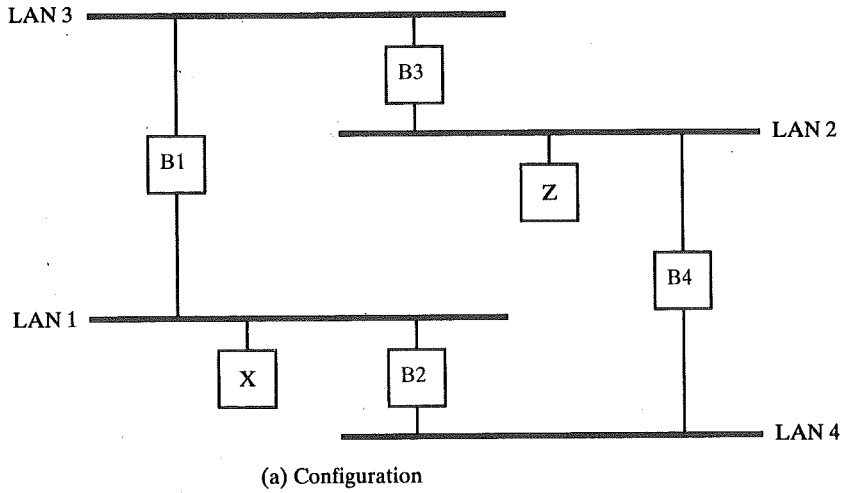 LAN 3
B3
LAN 2
B1
Z
B4
LAN 1
X
B2
LAN 4
(a) Configuration